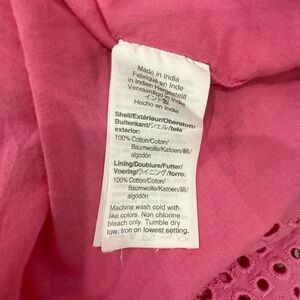 Made in India
Fabriqué en Inde
in Indien Hergestellt
Vervaardigd in India
インド製
Hecho en India
Shell/Extérieur/Oberstoff/
Buitenkant/シェル/tela
exterior:
100% Cotton/Coton/
Baumwolle/Katoen/綿/
algodón
Lining/Doublure/Futter/
Voering/ライニング/forro:
100% Cotton/Coton/
Baumwolle/Katoen/綿/
algodón
Machine wash cold with
like colors. Non chlorine
bleach only. Tumble dry
low. Iron on lowest setting.